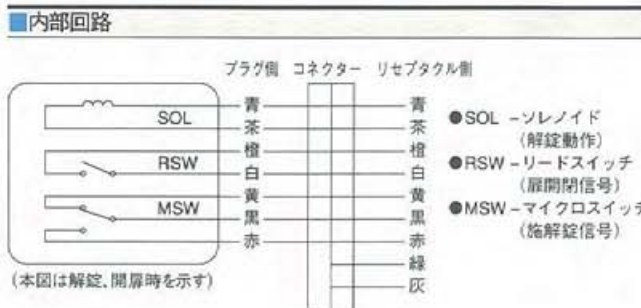 ■内部回路
プラグ側 コネクター リセプタクル側
SOL
RSW
MSW
青 青
茶 茶
橙 橙
白 白
黄 黄
黒 黒
赤 赤
緑
灰
(本図は解錠、開扉時を示す)
●SOL −ソレノイド
(解錠動作)
●RSW −リードスイッチ
(扉開閉信号)
●MSW −マイクロスイッチ
(施解錠信号)